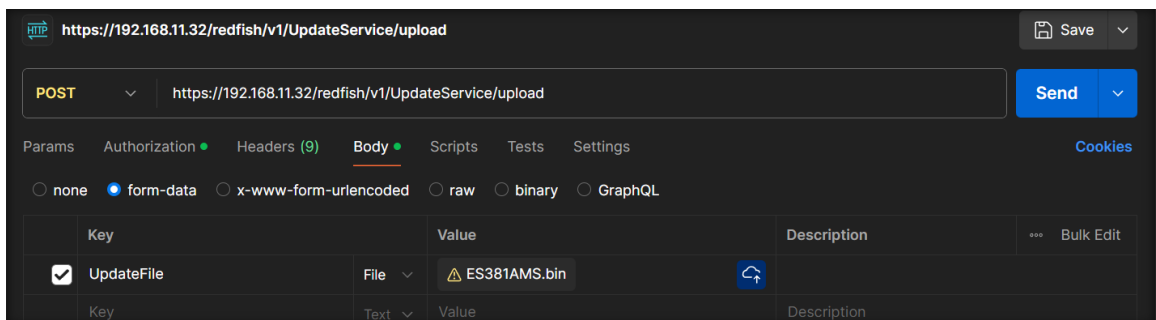 HTTP https://192.168.11.32/redfish/v1/UpdateService/upload Save
POST https://192.168.11.32/redfish/v1/UpdateService/upload Send
Params Authorization Headers (9) Body Scripts Tests Settings Cookies
none form-data x-www-form-urlencoded raw binary GraphQL
Key Value Description Bulk Edit
UpdateFile File ES381AMS.bin
Key Text Value Description